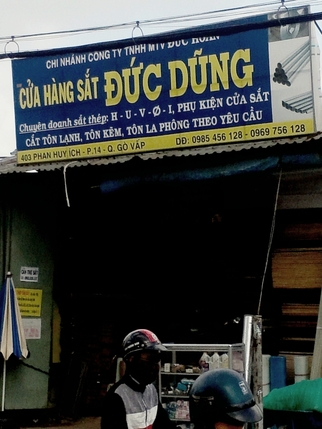 CHI NHÁNH CÔNG TY TNHH MTV ĐỨC HOÀN
CỬA HÀNG SẮT ĐỨC DŨNG
Chuyên doanh sắt thép: H - U - V - Ø - I, PHỤ KIỆN CỬA SẮT
CẮT TÔN LẠNH, TÔN KẼM, TÔN LA PHÔNG THEO YÊU CẦU
403 PHAN HUY ÍCH - P.14 - Q. GÒ VẤP DĐ: 0985 456 128 - 0969 756 128